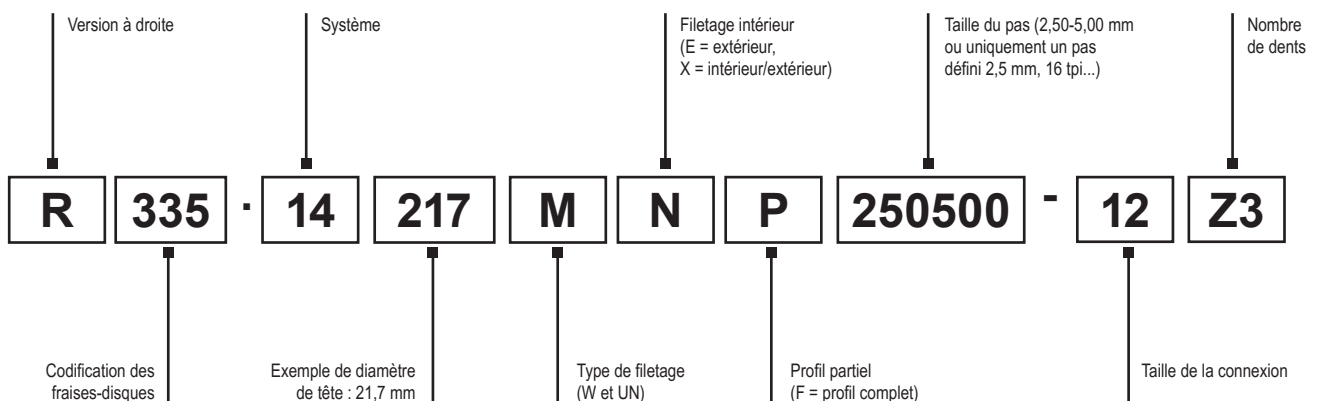 Version à droite
Système
Filetage intérieur
(E = extérieur,
X = intérieur/extérieur)
Taille du pas (2,50-5,00 mm
ou uniquement un pas
défini 2,5 mm, 16 tpi...)
Nombre
de dents
R 335 · 14 217 M N P 250500 - 12 Z3
Codification des
fraises-disques
Exemple de diamètre
de tête : 21,7 mm
Type de filetage
(W et UN)
Profil partiel
(F = profil complet)
Taille de la connexion